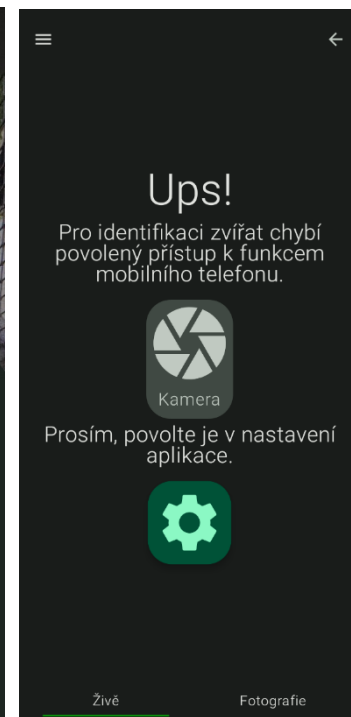 Ups!
Pro identifikaci zvířat chybí
povolený přístup k funkcem
mobilního telefonu.
Kamera
Prosím, povolte je v nastavení
aplikace.
Živě
Fotografie